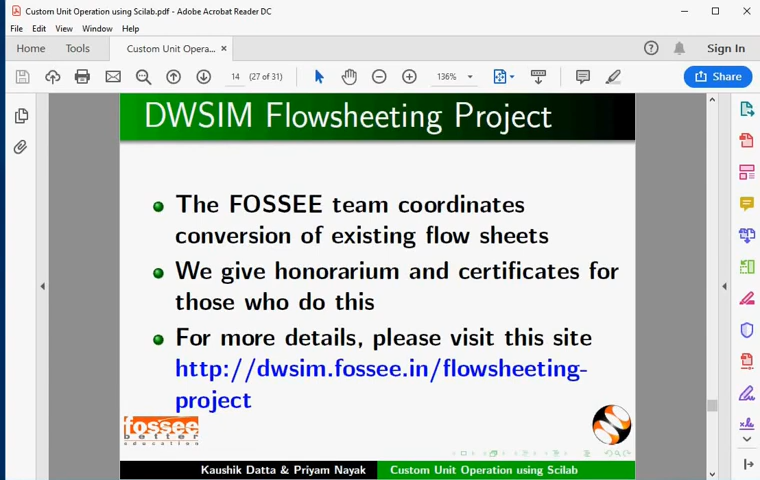 Custom Unit Operation using Scilab.pdf - Adobe Acrobat Reader DC
File Edit View Window Help
Home Tools Custom Unit Opera... × Sign In
14 (27 of 31) 136% Share
DWSIM Flowsheeting Project
The FOSSEE team coordinates
conversion of existing flow sheets
We give honorarium and certificates for
those who do this
For more details, please visit this site
http://dwsim.fossee.in/flowsheeting-
project
fossee
better
education
Kaushik Datta & Priyam Nayak Custom Unit Operation using Scilab